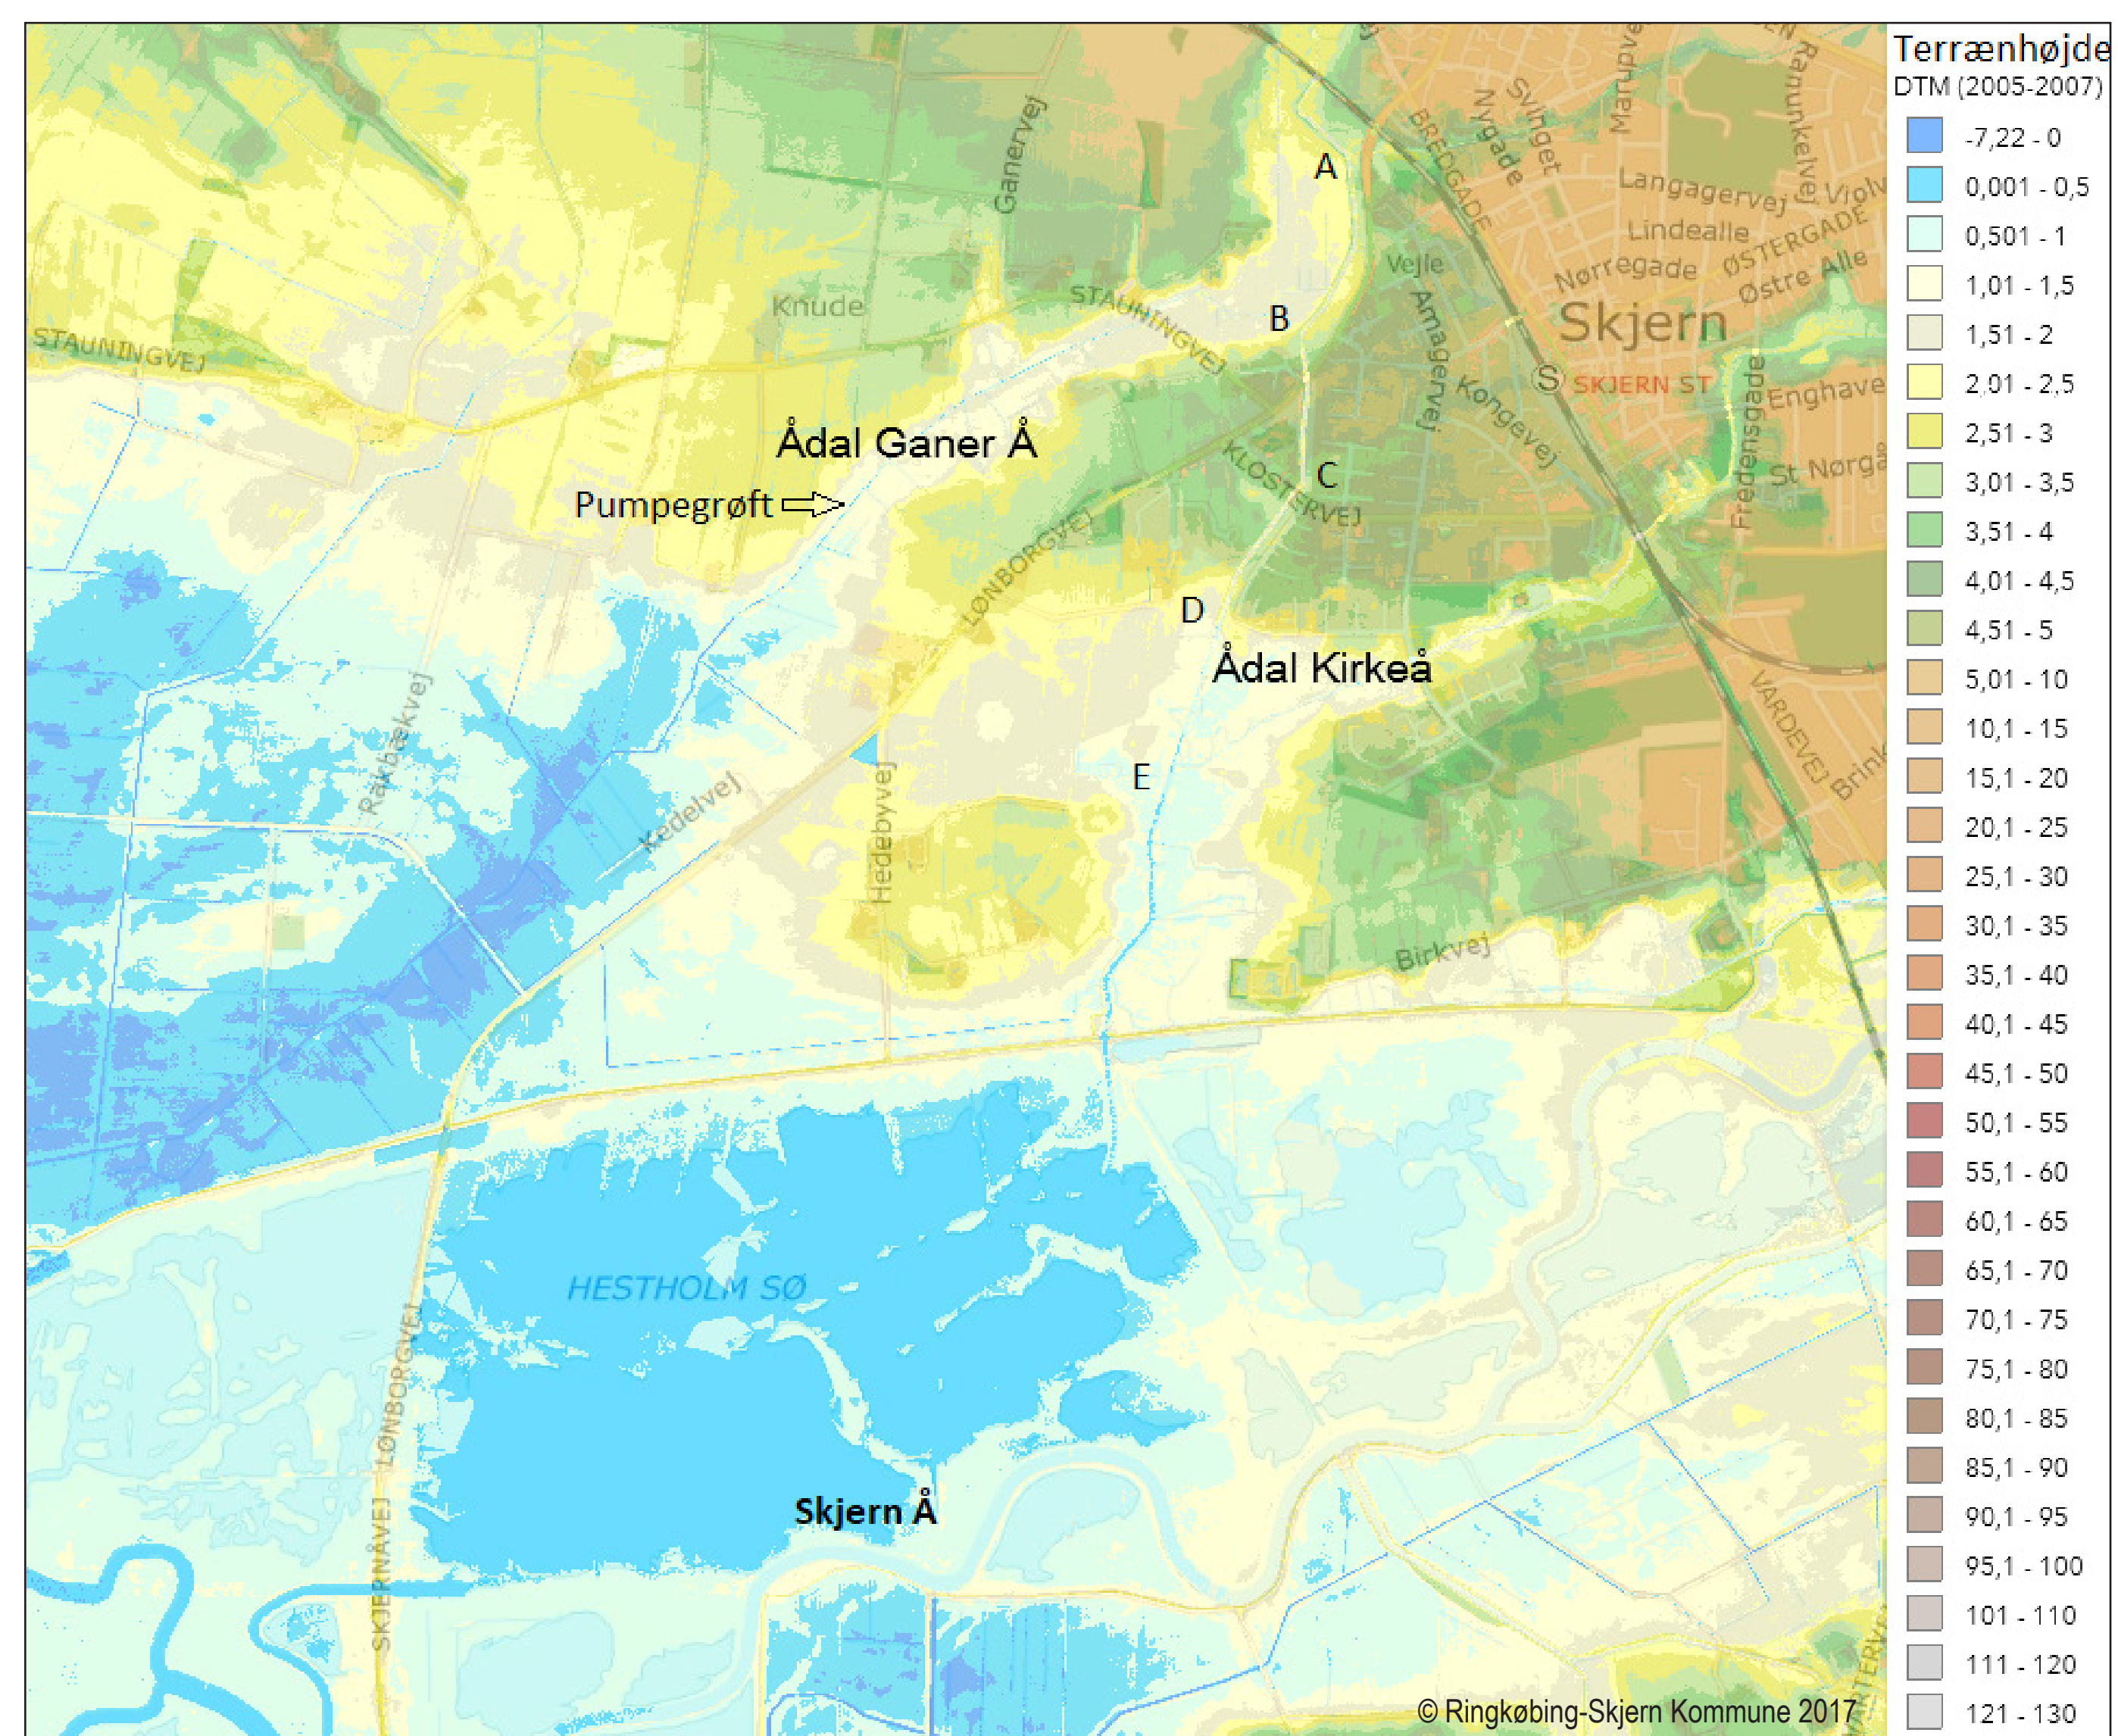 Terrænhøjde
DTM (2005-2007)
-7,22 - 0
0,001 - 0,5
0,501 - 1
1,01 - 1,5
1,51 - 2
2,01 - 2,5
2,51 - 3
3,01 - 3,5
3,51 - 4
4,01 - 4,5
4,51 - 5
5,01 - 10
10,1 - 15
15,1 - 20
20,1 - 25
25,1 - 30
30,1 - 35
35,1 - 40
40,1 - 45
45,1 - 50
50,1 - 55
55,1 - 60
60,1 - 65
65,1 - 70
70,1 - 75
75,1 - 80
80,1 - 85
85,1 - 90
90,1 - 95
95,1 - 100
101 - 110
111 - 120
121 - 130
Marupve
Svinget
Nygade
BREDGADE
Ranunkelvej
Langagervej
Violv
Lindealle
ØSTERGADE
Nørregade
Østre Alle
Ganervej
A
Vejle
Amagervej
STAUNINGVEJ
Knude
B
Skjern
STAUNINGVEJ
S
SKJERN ST
Kongevej
Fredensgade
Enghave
St Nørga
Ådal Ganer Å
KLOSTERVEJ
C
Pumpegrøft
LØNBORGVEJ
D
Ådal Kirkeå
Rakbækvej
VARDEVEJ
Brink
E
Kedelvej
Hedebyvej
Birkvej
HESTHOLM SØ
LØNBORGVEJ
SKJERNÅVEJ
Skjern Å
TERVEJ
© Ringkøbing-Skjern Kommune 2017